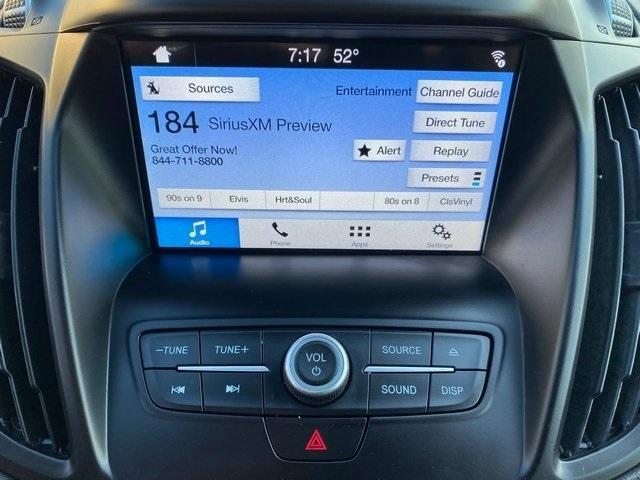 7:17 52°
Sources
Entertainment
Channel Guide
184 SiriusXM Preview
Direct Tune
Great Offer Now!
844-711-8800
Alert
Replay
Presets
90s on 9
Elvis
Hrt&Soul
80s on 8
ClsVinyl
Audio
Phone
Apps
Settings
−TUNE
TUNE+
VOL
SOURCE
SOUND
DISP